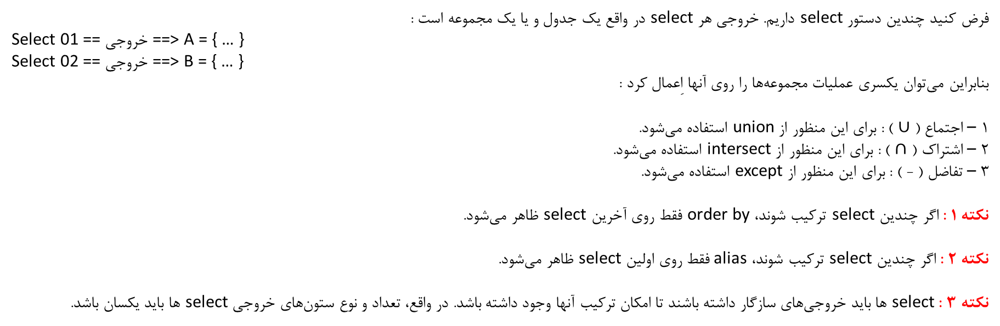 فرض کنید چندین دستور select داریم. خروجی هر select در واقع یک جدول و یا یک مجموعه است :
Select 01 == خروجی ==> A = { ... }
Select 02 == خروجی ==> B = { ... }
بنابراین می‌توان یکسری عملیات مجموعه‌ها را روی آنها اِعمال کرد :
۱ – اجتماع ( ∪ ) : برای این منظور از union استفاده می‌شود.
۲ – اشتراک ( ∩ ) : برای این منظور از intersect استفاده می‌شود.
۳ – تفاضل ( - ) : برای این منظور از except استفاده می‌شود.
نکته ۱ : اگر چندین select ترکیب شوند، order by فقط روی آخرین select ظاهر می‌شود.
نکته ۲ : اگر چندین select ترکیب شوند، alias فقط روی اولین select ظاهر می‌شود.
نکته ۳ : select ها باید خروجی‌های سازگار داشته باشند تا امکان ترکیب آنها وجود داشته باشد. در واقع، تعداد و نوع ستون‌های خروجی select ها باید یکسان باشد.